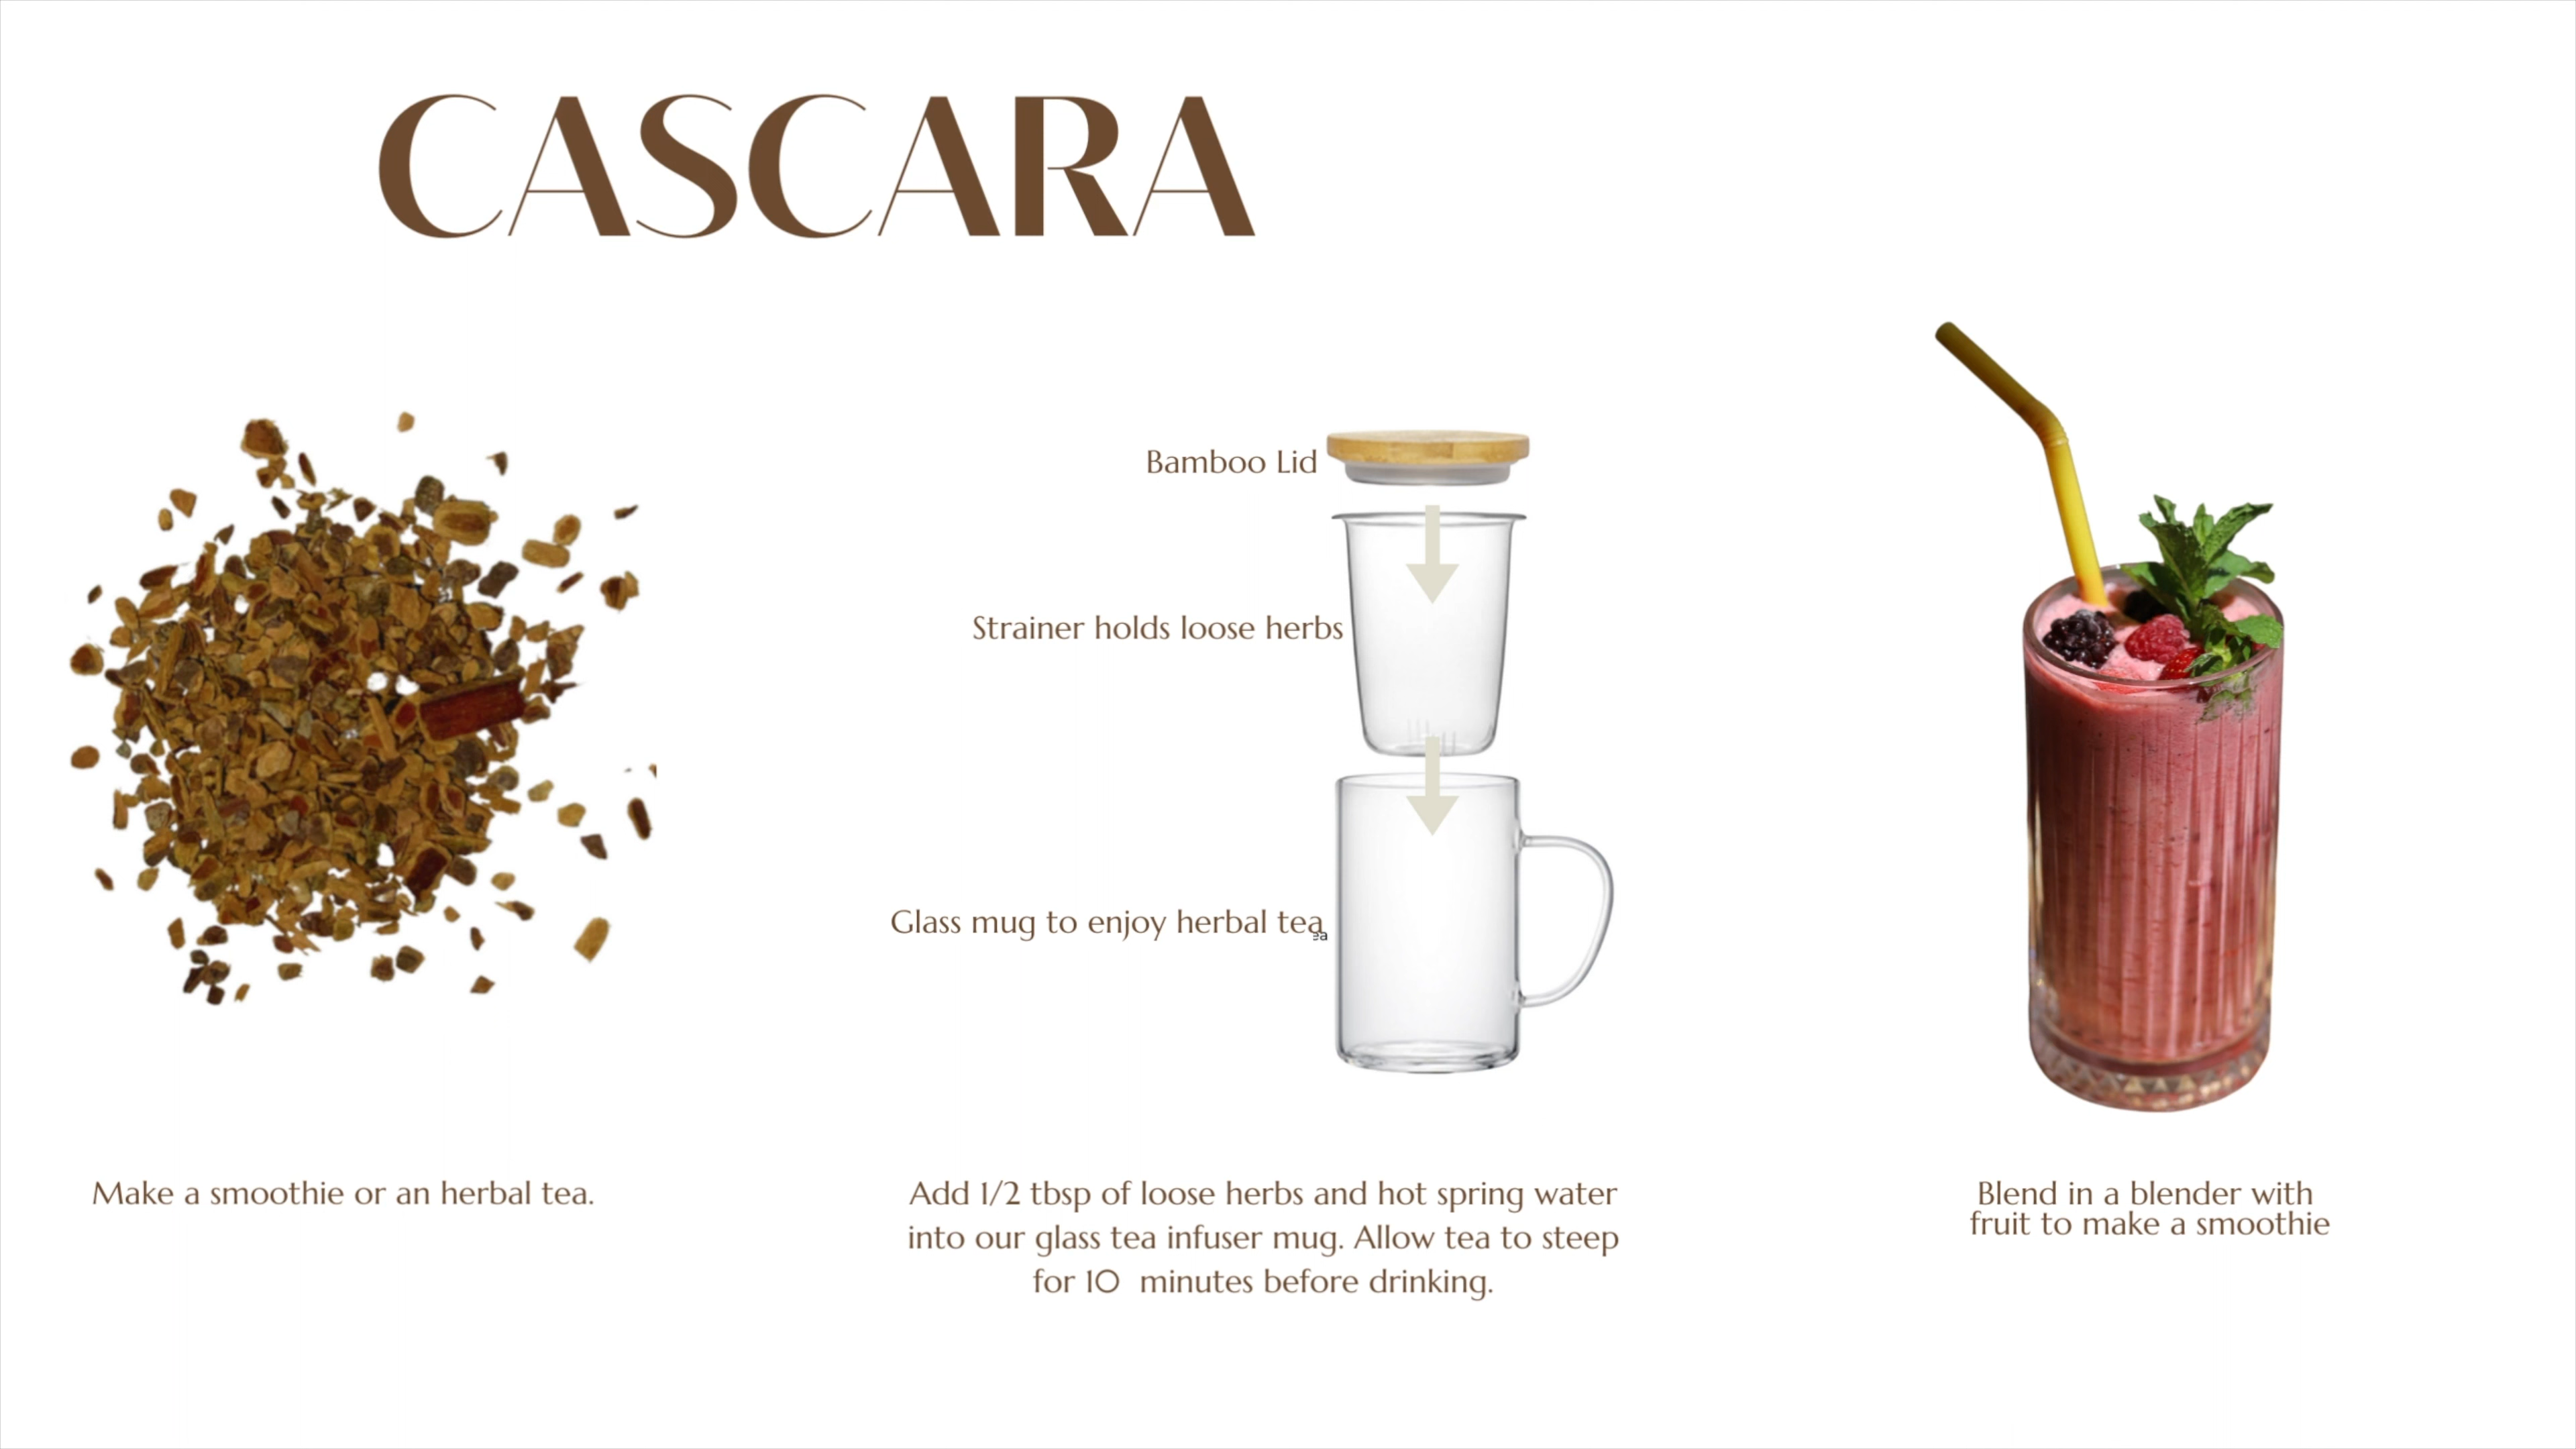 CASCARA
Bamboo Lid
Strainer holds loose herbs
Glass mug to enjoy herbal tea
ea
Make a smoothie or an herbal tea.
Add 1/2 tbsp of loose herbs and hot spring water
into our glass tea infuser mug. Allow tea to steep
for 10  minutes before drinking.
Blend in a blender with
fruit to make a smoothie